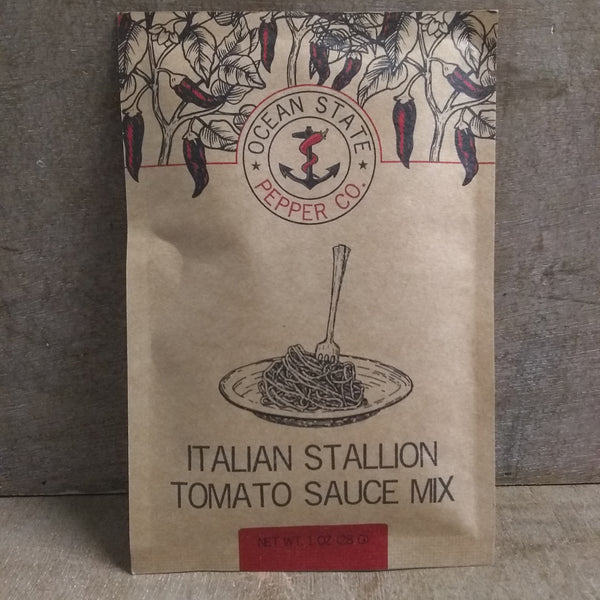 OCEAN STATE
PEPPER CO.
ITALIAN STALLION
TOMATO SAUCE MIX
NET WT. 1 OZ (28 G)